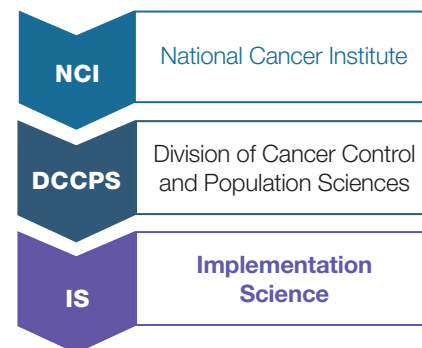 NCI
National Cancer Institute
DCCPS
Division of Cancer Control
and Population Sciences
IS
Implementation
Science